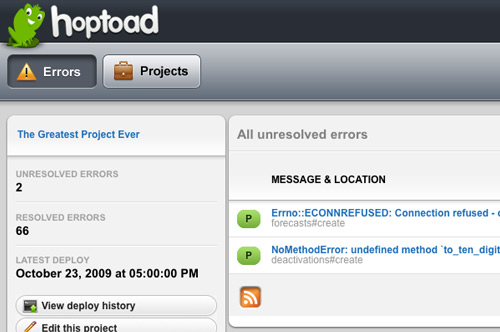 hoptoad
Errors
Projects
The Greatest Project Ever
UNRESOLVED ERRORS
2
RESOLVED ERRORS
66
LATEST DEPLOY
October 23, 2009 at 05:00:00 PM
View deploy history
Edit this project
All unresolved errors
MESSAGE & LOCATION
P
Errno::ECONNREFUSED: Connection refused -
forecasts#create
P
NoMethodError: undefined method `to_ten_digit
deactivations#create